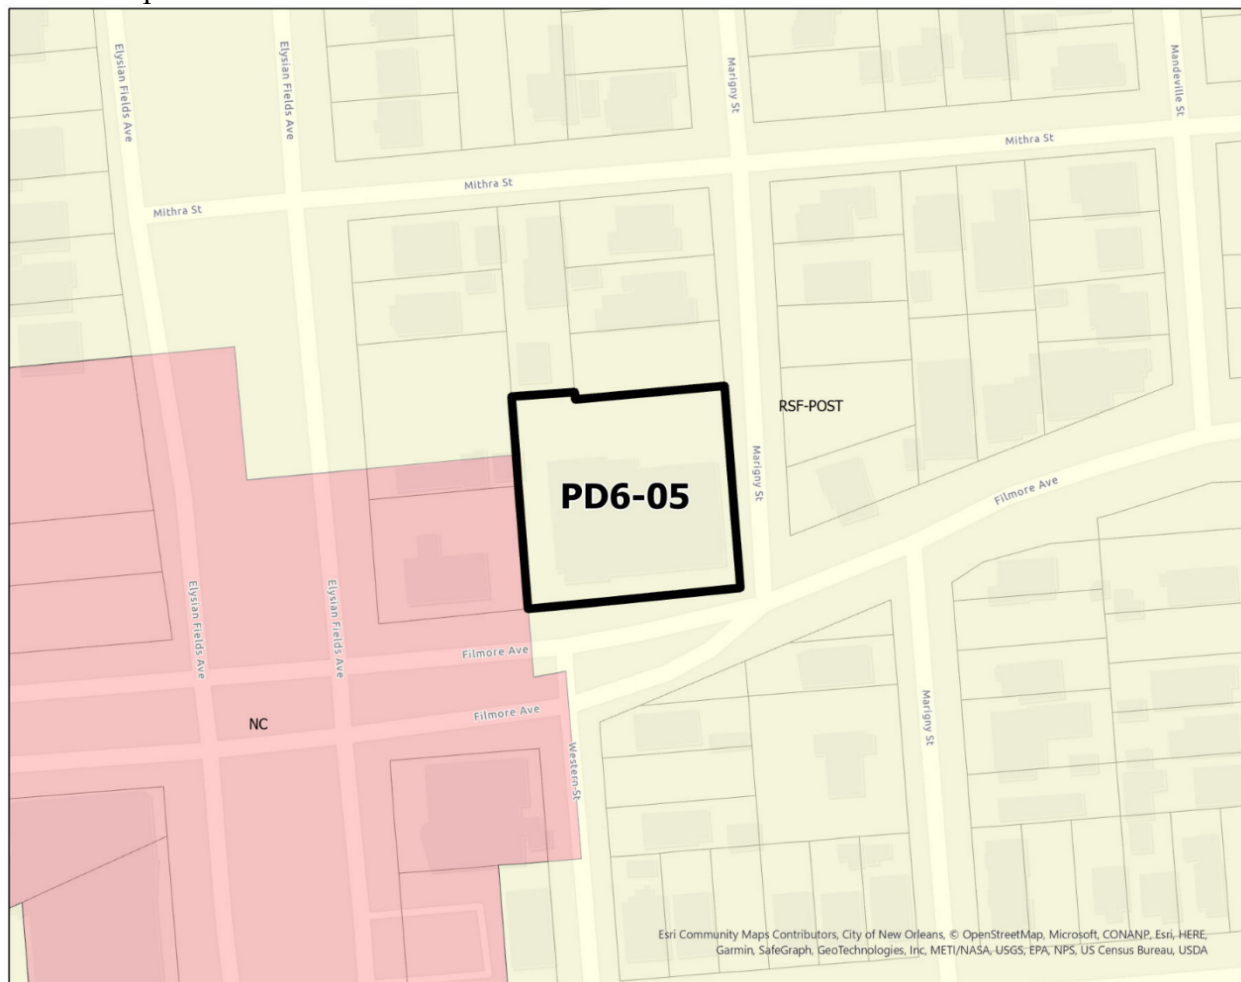 Elysian Fields Ave
Elysian Fields Ave
Marigny St
Mandeville St
Mithra St
Mithra St
Mithra St
RSF-POST
Marigny St
PD6-05
Filmore Ave
Elysian Fields Ave
Elysian Fields Ave
Filmore Ave
Filmore Ave
NC
Marigny St
Western St
Esri Community Maps Contributors, City of New Orleans, © OpenStreetMap, Microsoft, CONANP, Esri, HERE,
Garmin, SafeGraph, GeoTechnologies, Inc, METI/NASA, USGS, EPA, NPS, US Census Bureau, USDA